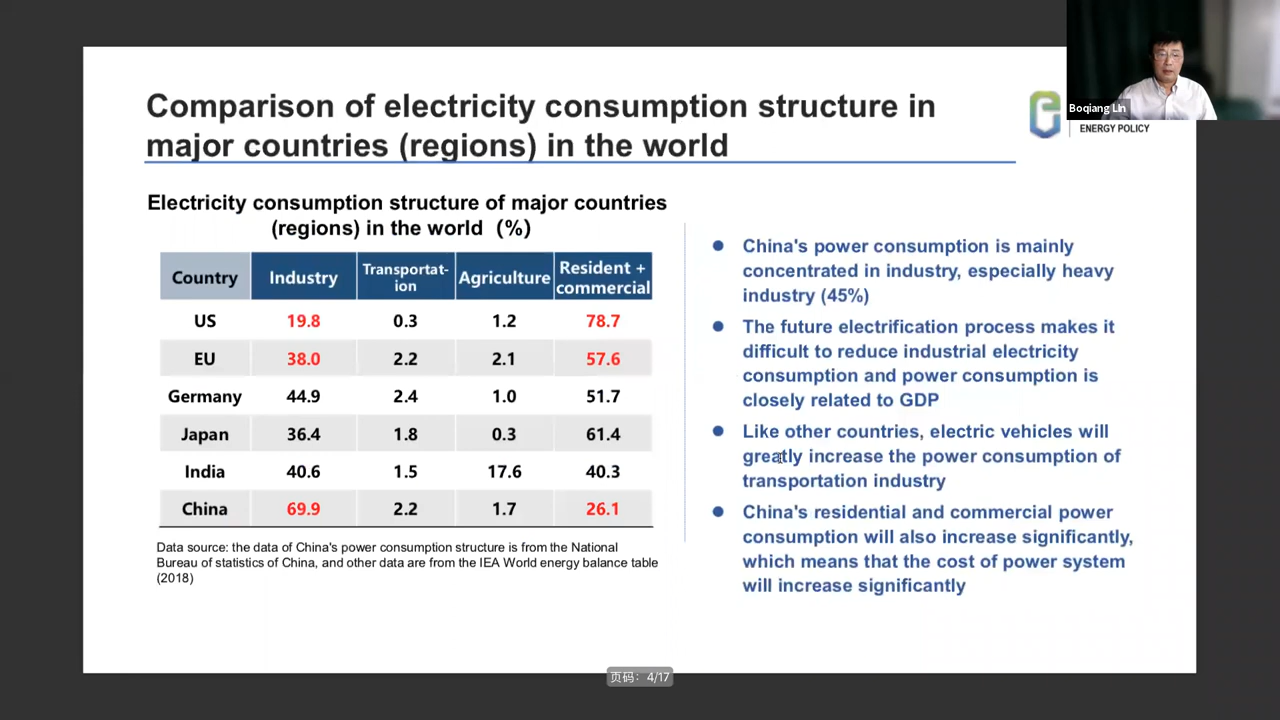 Comparison of electricity consumption structure in
major countries (regions) in the world
Boqiang Lin
ENERGY POLICY
Electricity consumption structure of major countries
(regions) in the world（%）
Country Industry Transportat-ion Agriculture Resident + commercial
US 19.8 0.3 1.2 78.7
EU 38.0 2.2 2.1 57.6
Germany 44.9 2.4 1.0 51.7
Japan 36.4 1.8 0.3 61.4
India 40.6 1.5 17.6 40.3
China 69.9 2.2 1.7 26.1
Data source: the data of China's power consumption structure is from the National
Bureau of statistics of China, and other data are from the IEA World energy balance table
(2018)
● China's power consumption is mainly
concentrated in industry, especially heavy
industry (45%)
● The future electrification process makes it
difficult to reduce industrial electricity
consumption and power consumption is
closely related to GDP
● Like other countries, electric vehicles will
greatly increase the power consumption of
transportation industry
● China's residential and commercial power
consumption will also increase significantly,
which means that the cost of power system
will increase significantly
页码：4/17